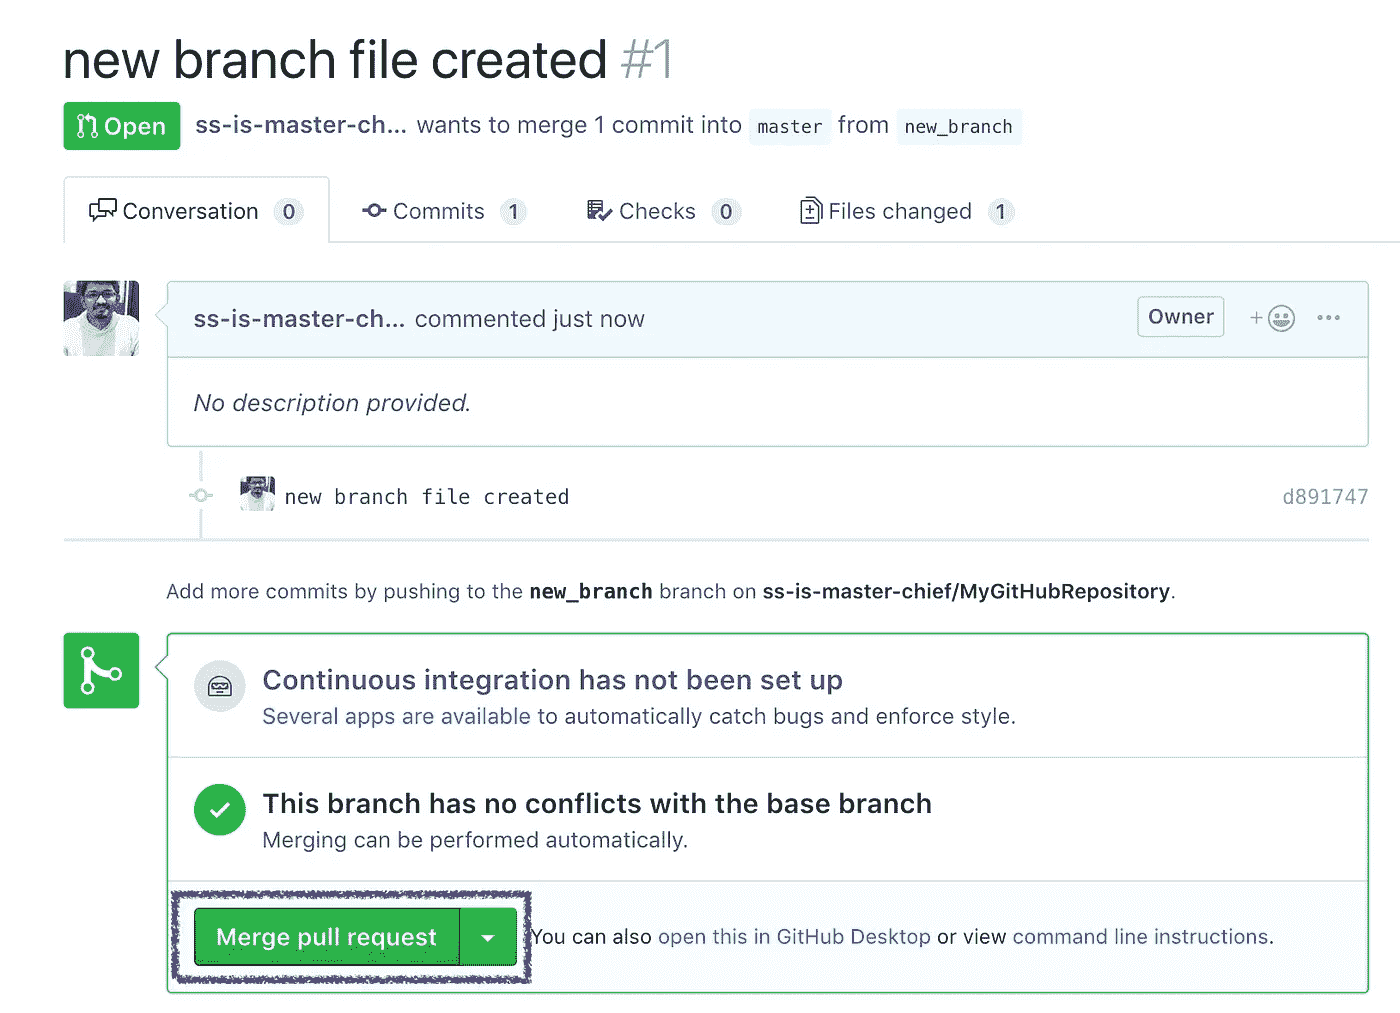 new branch file created #1
Open ss-is-master-ch... wants to merge 1 commit into master from new_branch
Conversation 0 Commits 1 Checks 0 Files changed 1
ss-is-master-ch... commented just now Owner +
No description provided.
new branch file created d891747
Add more commits by pushing to the new_branch branch on ss-is-master-chief/MyGitHubRepository.
Continuous integration has not been set up
Several apps are available to automatically catch bugs and enforce style.
This branch has no conflicts with the base branch
Merging can be performed automatically.
Merge pull request You can also open this in GitHub Desktop or view command line instructions.